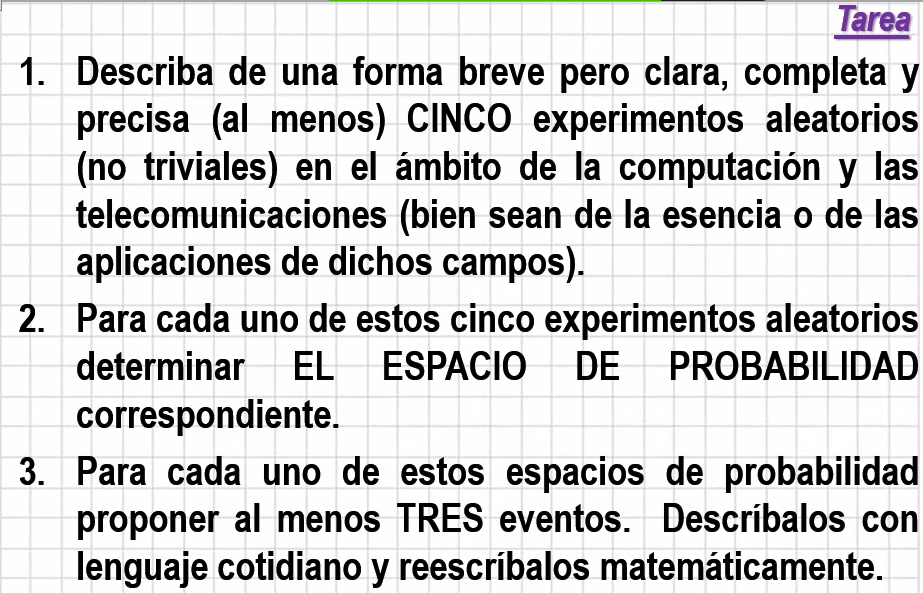 Tarea
1. Describa de una forma breve pero clara, completa y
precisa (al menos) CINCO experimentos aleatorios
(no triviales) en el ámbito de la computación y las
telecomunicaciones (bien sean de la esencia o de las
aplicaciones de dichos campos).
2. Para cada uno de estos cinco experimentos aleatorios
determinar EL ESPACIO DE PROBABILIDAD
correspondiente.
3. Para cada uno de estos espacios de probabilidad
proponer al menos TRES eventos. Descríbalos con
lenguaje cotidiano y reescríbalos matemáticamente.